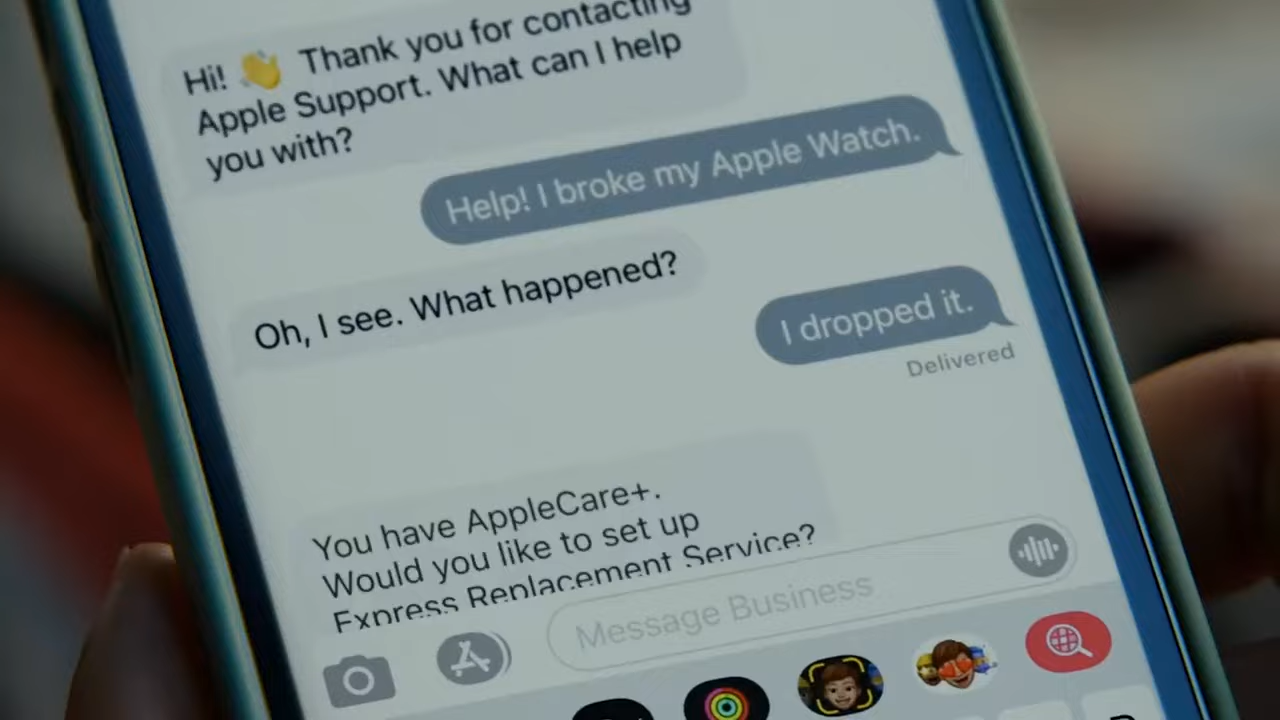 Hi! 👋 Thank you for contacting
Apple Support. What can I help
you with?
Help! I broke my Apple Watch.
Oh, I see. What happened?
I dropped it.
Delivered
You have AppleCare+.
Would you like to set up
Express Replacement Service?
Message Business